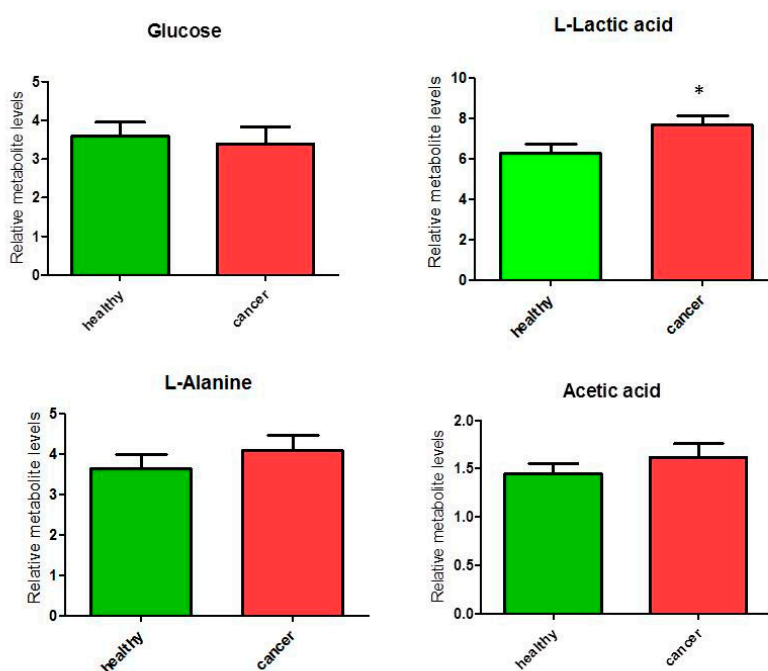 Glucose
Relative metabolite levels
5
4
3
2
1
0
healthy
cancer
L-Lactic acid
*
Relative metabolite levels
10
8
6
4
2
0
healthy
cancer
L-Alanine
Relative metabolite levels
5
4
3
2
1
0
healthy
cancer
Acetic acid
Relative metabolite levels
2.0
1.5
1.0
0.5
0.0
healthy
cancer